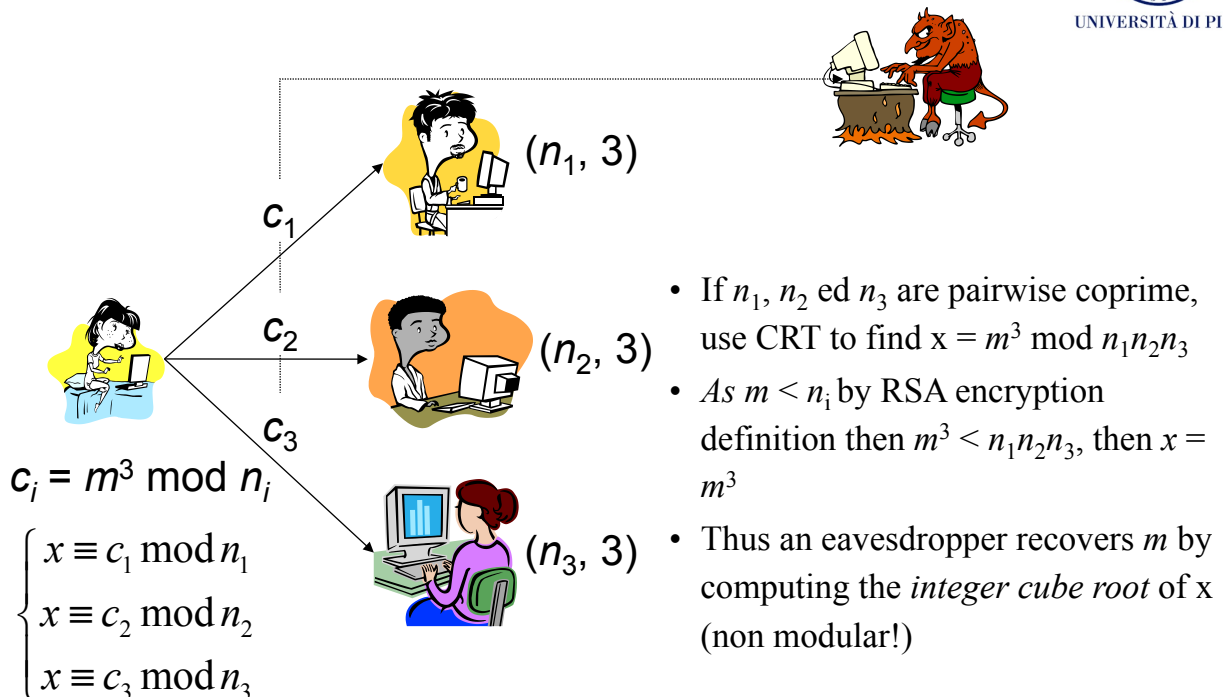 UNIVERSITÀ DI PI
(n₁, 3)
c₁
c₂
(n₂, 3)
c₃
(n₃, 3)
cᵢ = m³ mod nᵢ
x ≡ c₁ mod n₁
x ≡ c₂ mod n₂
x ≡ c₃ mod n₃
• If n₁, n₂ ed n₃ are pairwise coprime,
use CRT to find x = m³ mod n₁n₂n₃
• As m < nᵢ by RSA encryption
definition then m³ < n₁n₂n₃, then x =
m³
• Thus an eavesdropper recovers m by
computing the integer cube root of x
(non modular!)